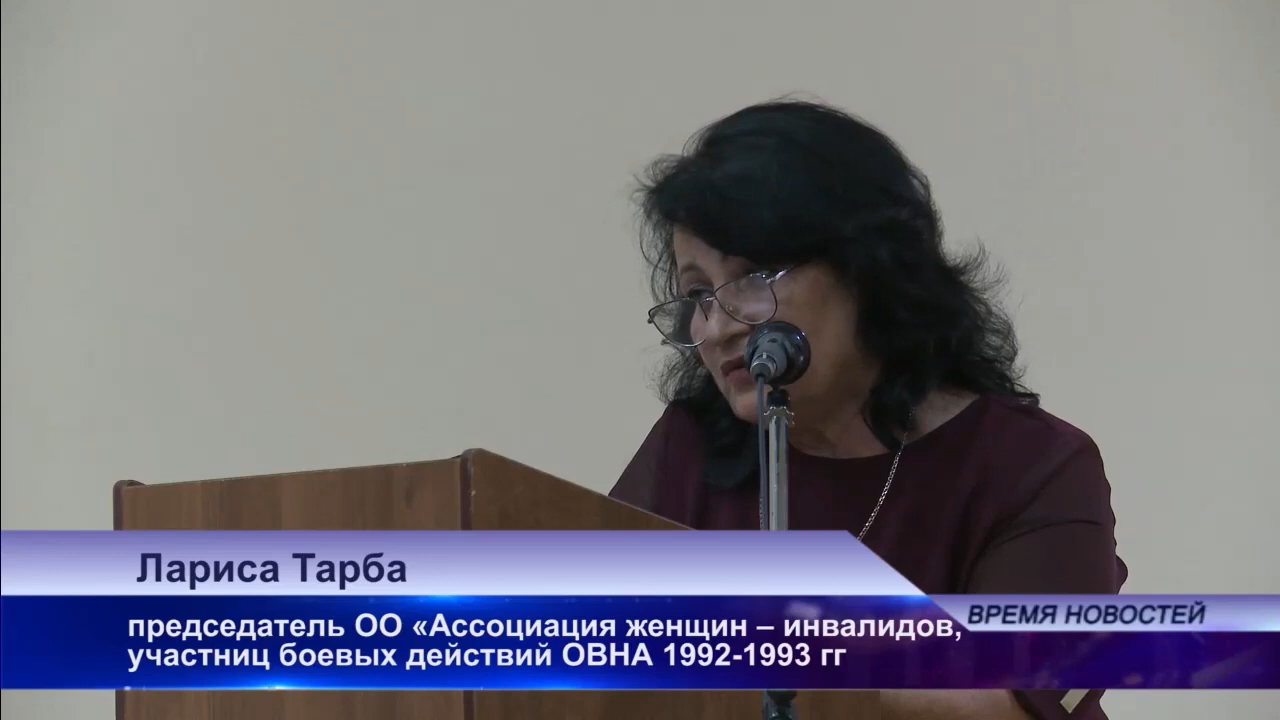 Лариса Тарба
председатель ОО «Ассоциация женщин – инвалидов,
ВРЕМЯ НОВОСТЕЙ
участниц боевых действий ОВНА 1992-1993 гг